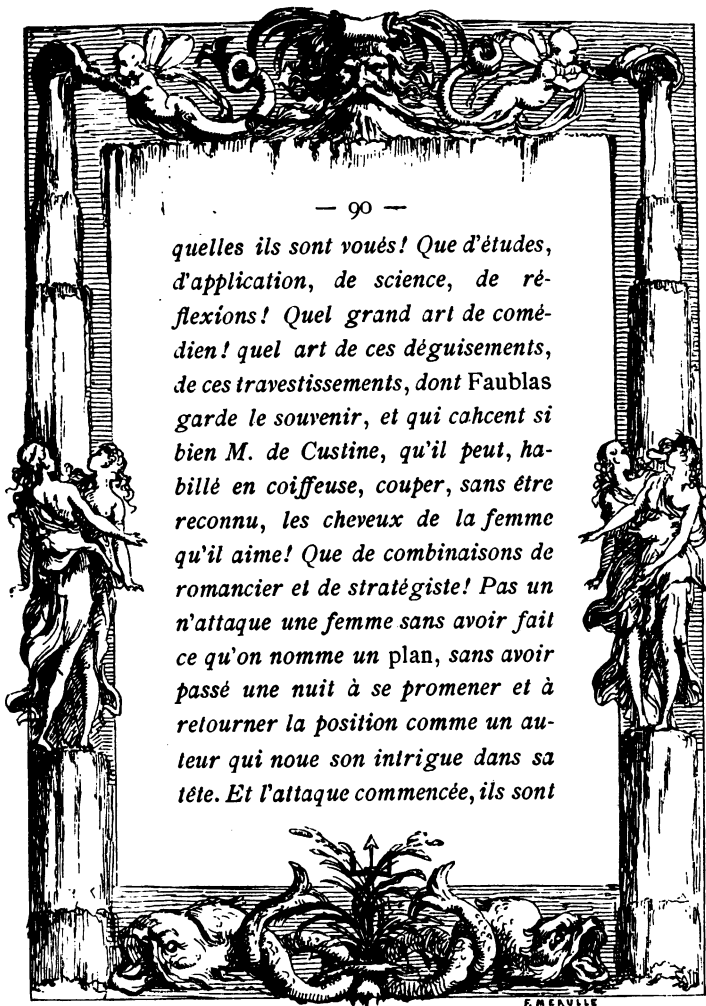 — 90 —
quelles ils sont voués! Que d'études,
d'application, de science, de ré-
flexions! Quel grand art de comé-
dien! quel art de ces déguisements,
de ces travestissements, dont Faublas
garde le souvenir, et qui cahcent si
bien M. de Custine, qu'il peut, ha-
billé en coiffeuse, couper, sans être
reconnu, les cheveux de la femme
qu'il aime! Que de combinaisons de
romancier et de stratégiste! Pas un
n'attaque une femme sans avoir fait
ce qu'on nomme un plan, sans avoir
passé une nuit à se promener et à
retourner la position comme un au-
teur qui noue son intrigue dans sa
tête. Et l'attaque commencée, ils sont
F. MEAULLE